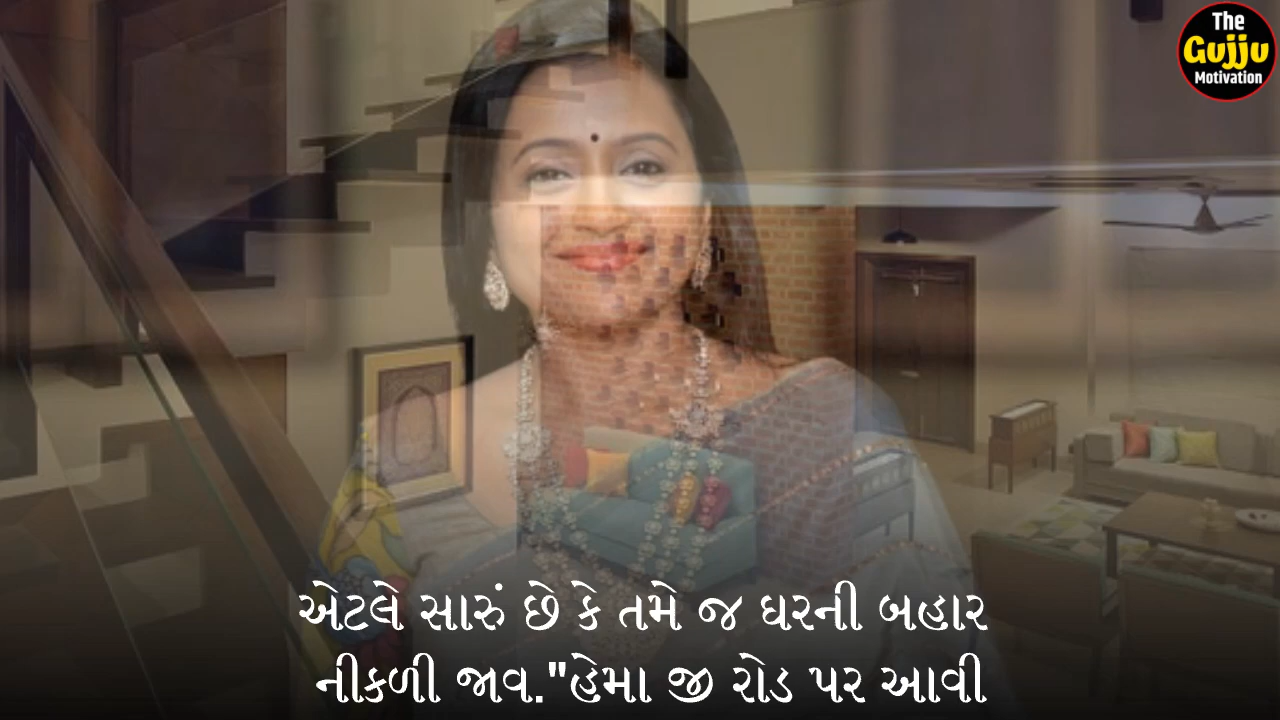 The
Gujju
Motivation
એટલે સારું છે કે તમે જ ઘરની બહાર
નીકળી જાવ."હેમા જી રોડ પર આવી